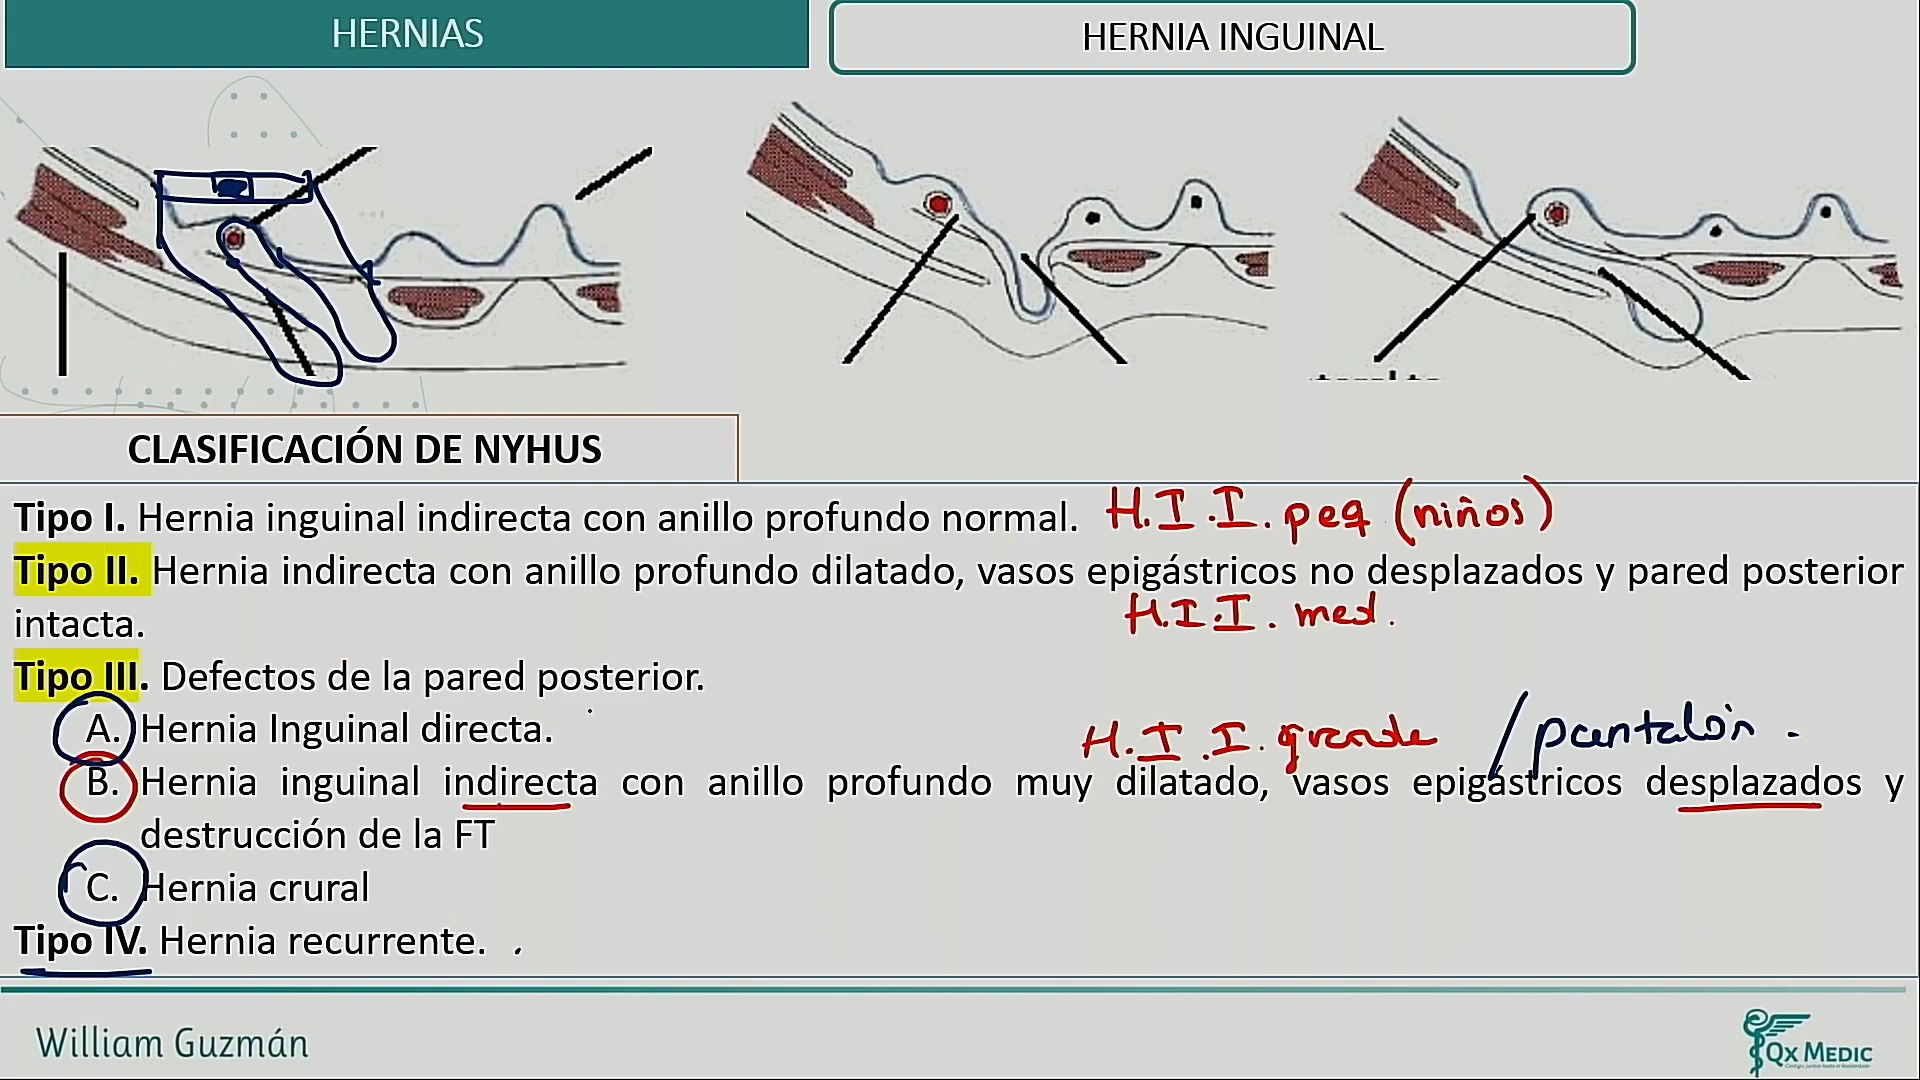 HERNIAS
HERNIA INGUINAL
CLASIFICACIÓN DE NYHUS
Tipo I. Hernia inguinal indirecta con anillo profundo normal. H.I.I. peq (niños)
Tipo II. Hernia indirecta con anillo profundo dilatado, vasos epigástricos no desplazados y pared posterior
intacta. H.I.I. med.
Tipo III. Defectos de la pared posterior.
A. Hernia Inguinal directa. H.I.I. grande / pantalón.
B. Hernia inguinal indirecta con anillo profundo muy dilatado, vasos epigástricos desplazados y
destrucción de la FT
C. Hernia crural
Tipo IV. Hernia recurrente.
William Guzmán
QX MEDIC